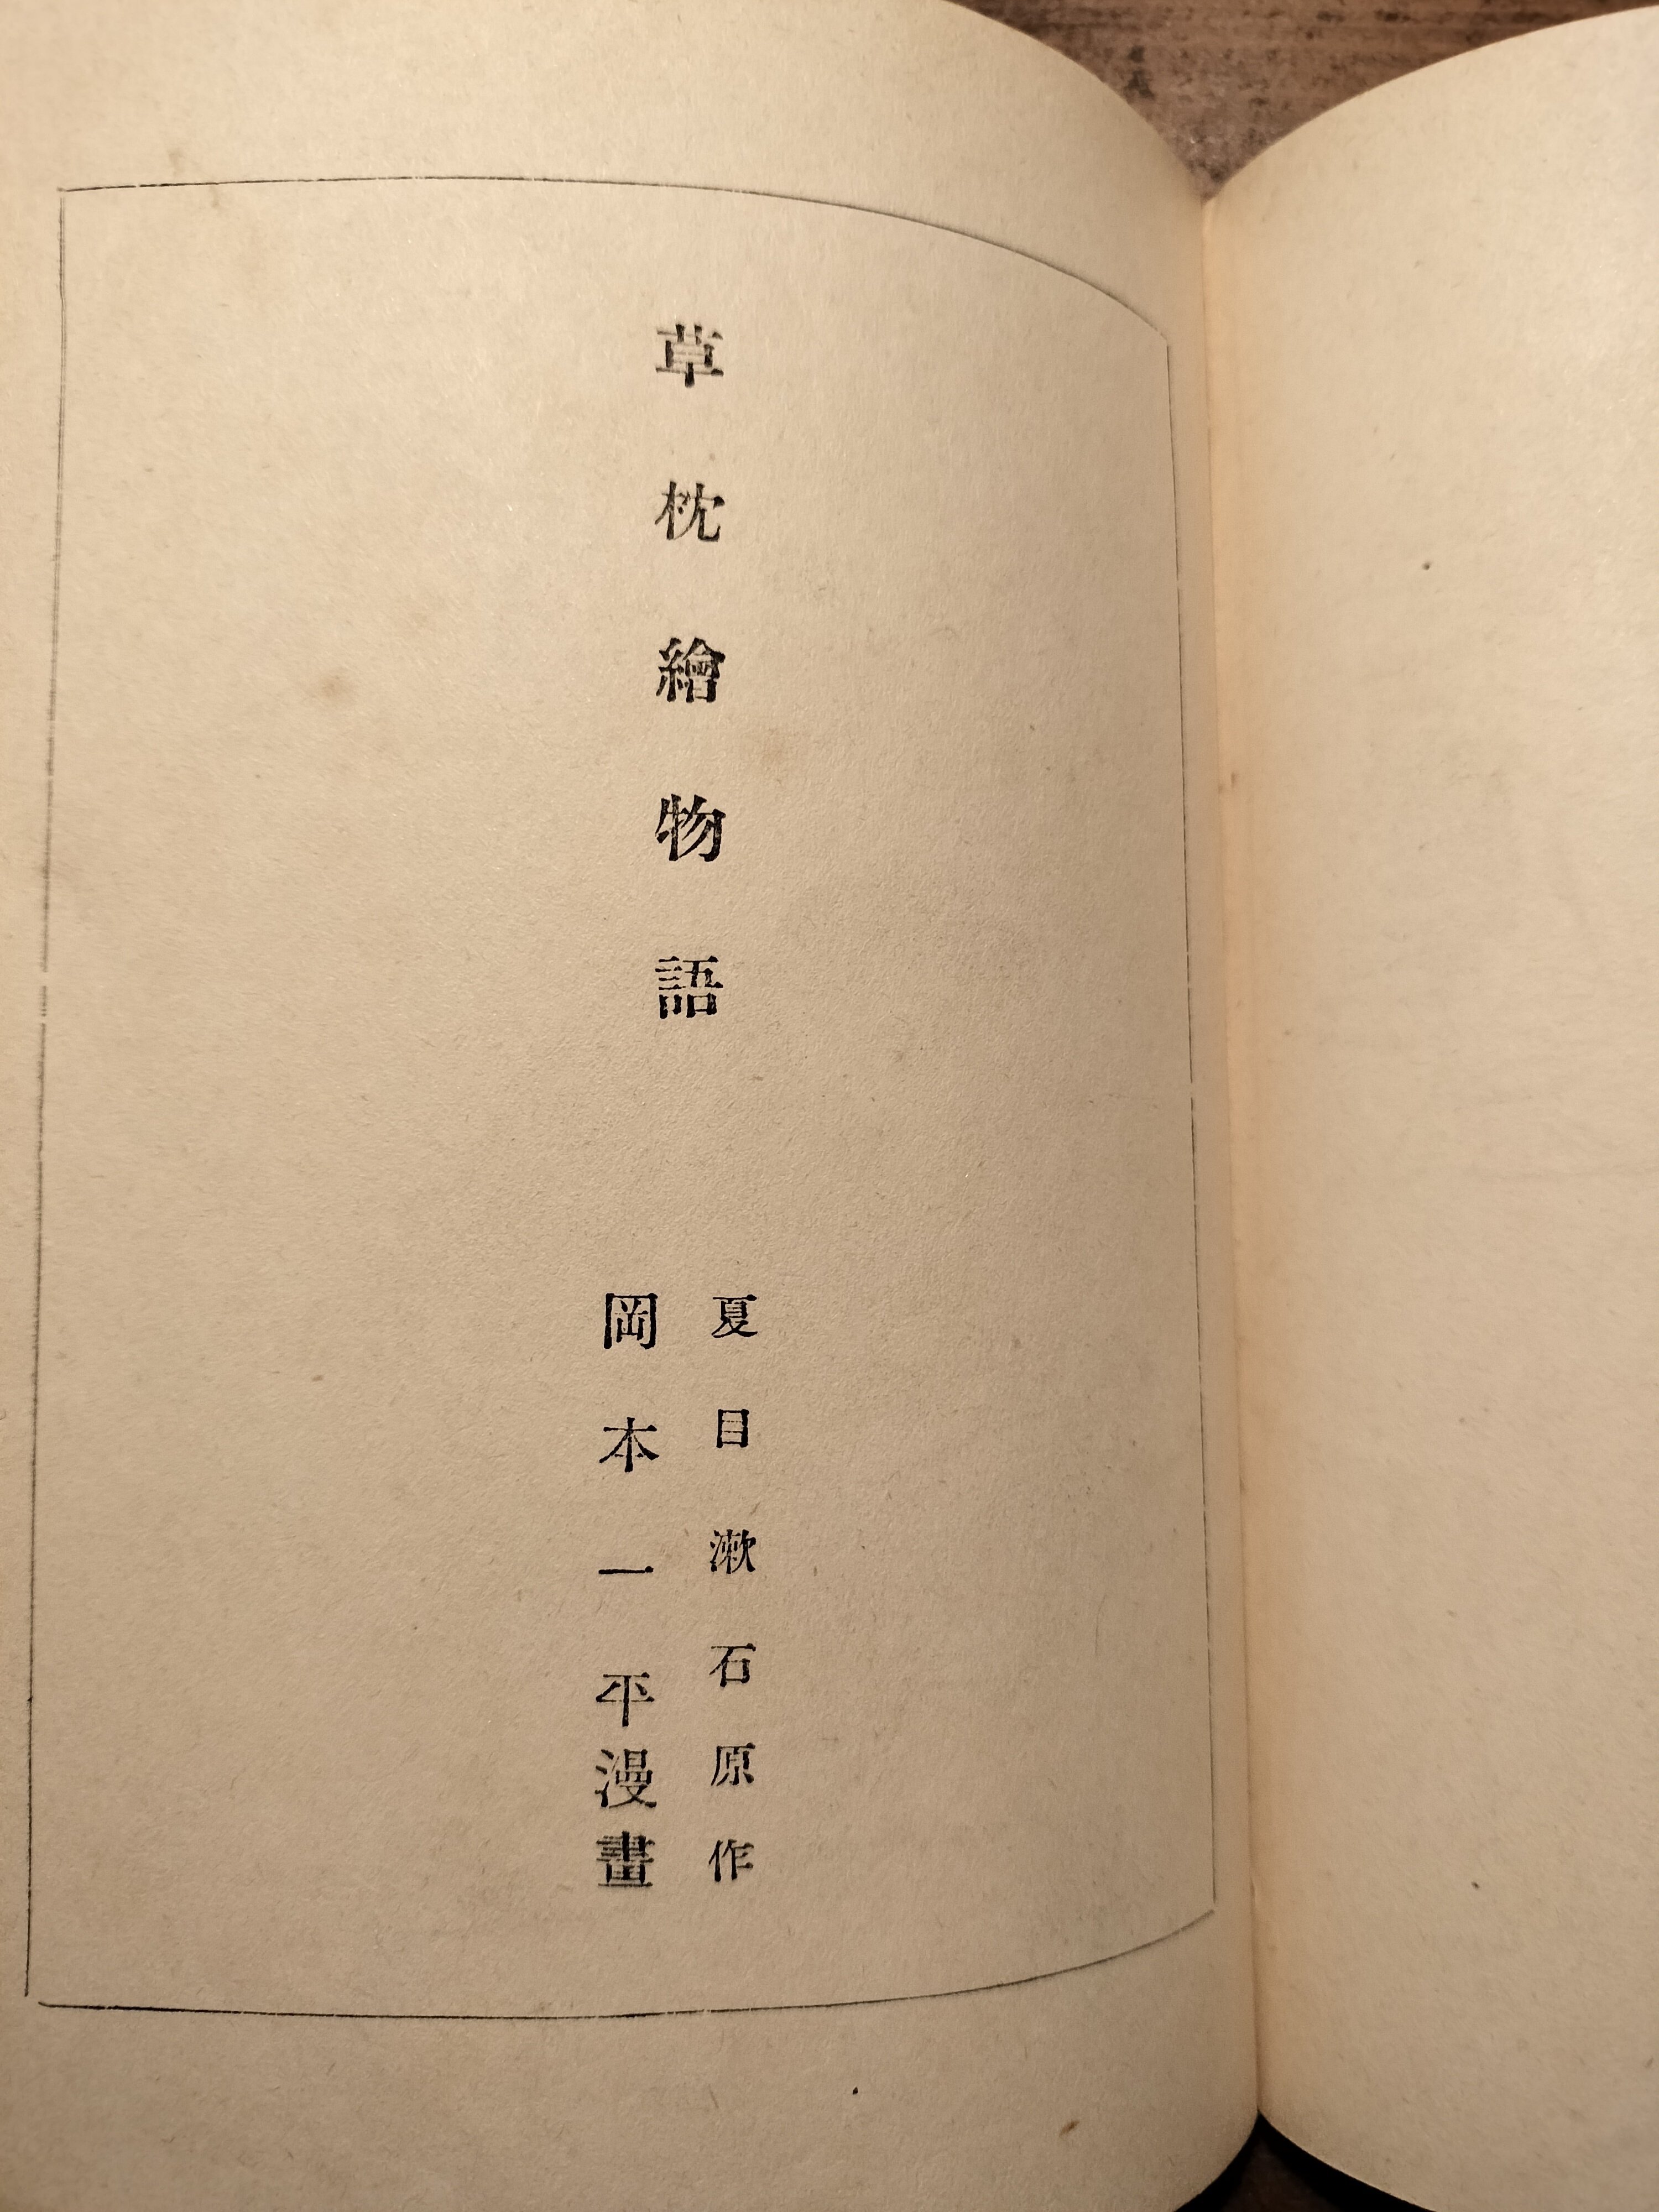 草枕繪物語
夏目漱石原作
岡本一平漫畫